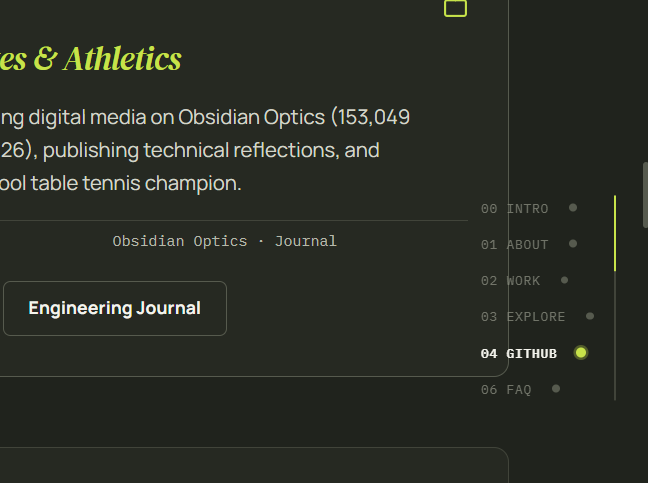 es & Athletics
ng digital media on Obsidian Optics (153,049
26), publishing technical reflections, and
ool table tennis champion.
Obsidian Optics · Journal
Engineering Journal
00 INTRO
01 ABOUT
02 WORK
03 EXPLORE
04 GITHUB
06 FAQ